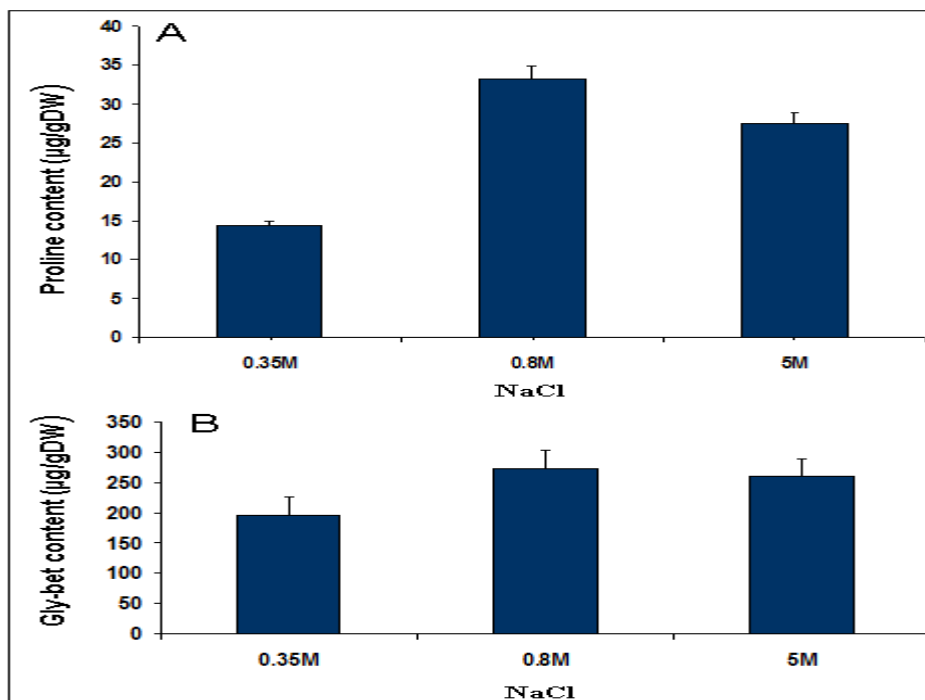 A
Proline content (µg/gDW)
40
35
30
25
20
15
10
5
0
0.35M 0.8M 5M
NaCl
B
Gly-bet content (µg/gDW)
350
300
250
200
150
100
50
0
0.35M 0.8M 5M
NaCl